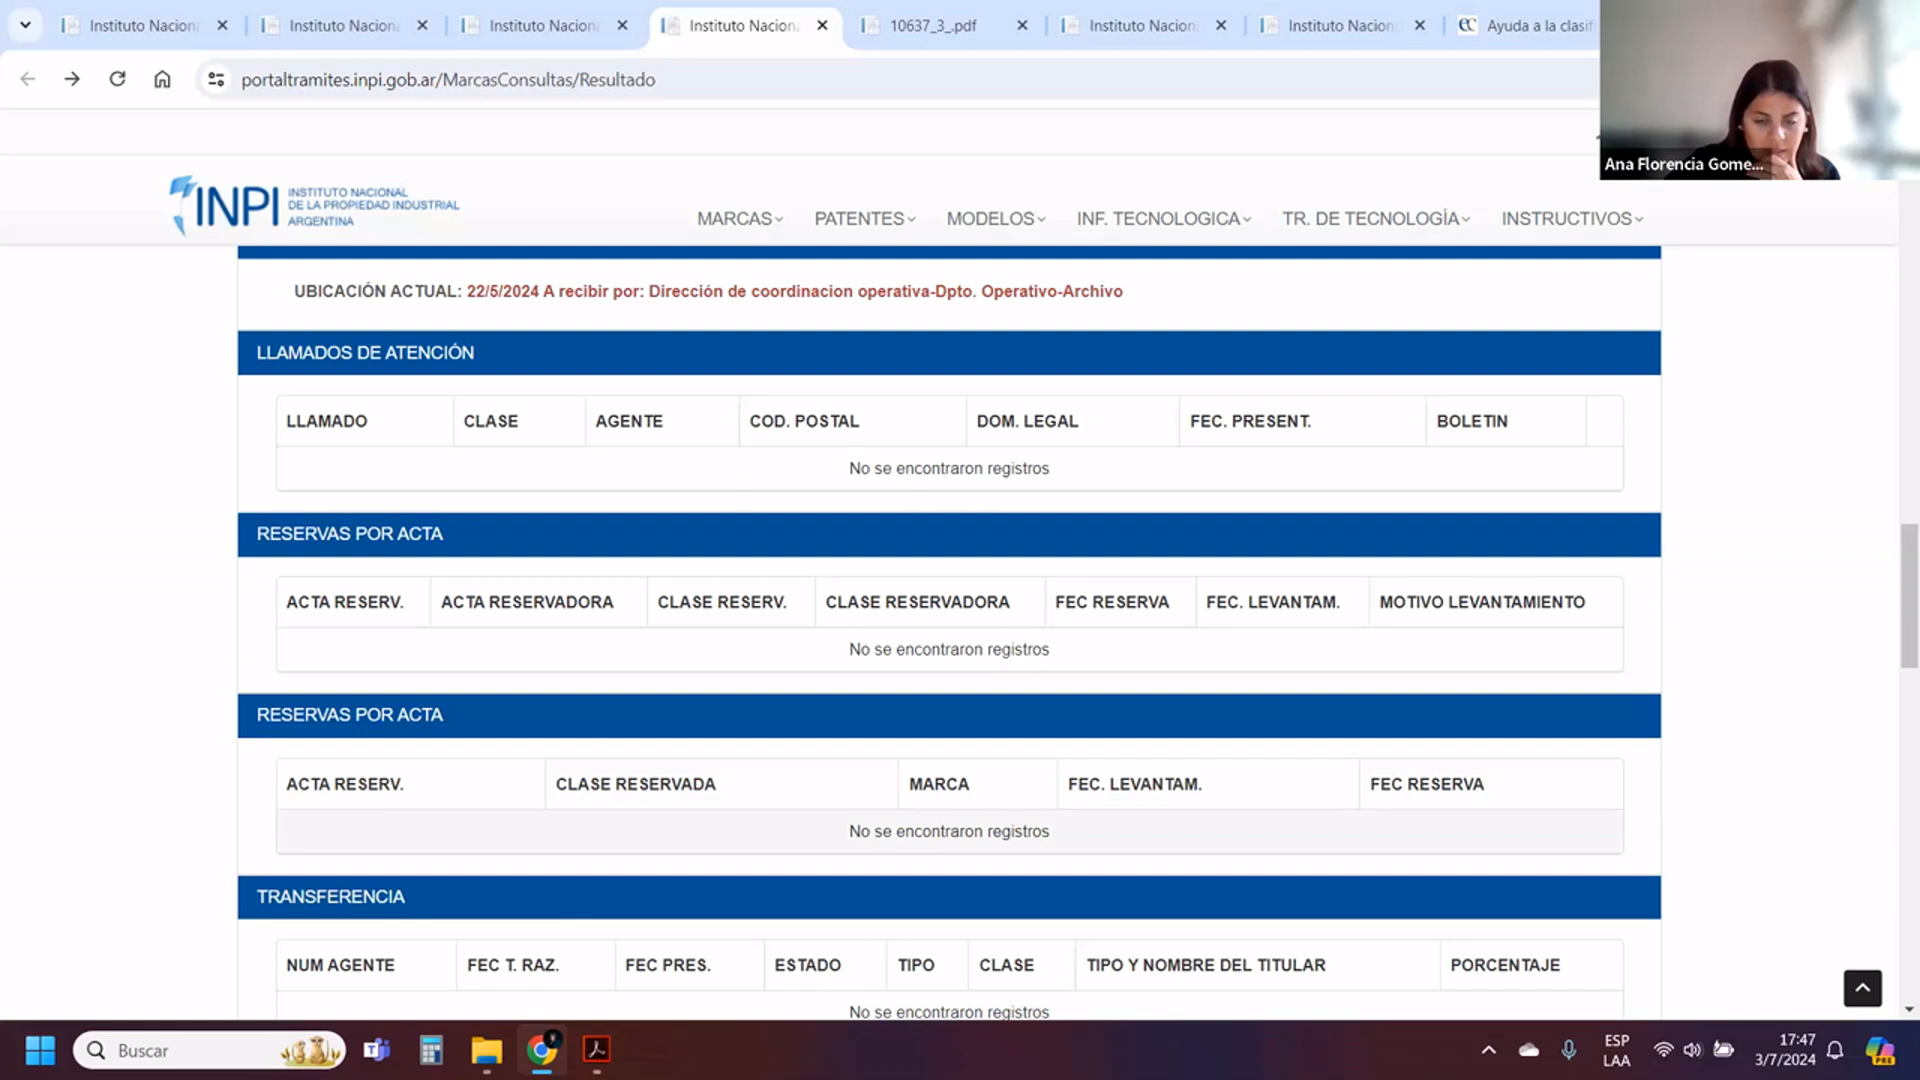 Instituto Nacion
Instituto Nacion
Instituto Nacion
Instituto Nacion
10637_3_.pdf
Instituto Nacion
Instituto Nacion
Ayuda a la clasif
portaltramites.inpi.gob.ar/MarcasConsultas/Resultado
Ana Florencia Gome...
INPI
INSTITUTO NACIONAL
DE LA PROPIEDAD INDUSTRIAL
ARGENTINA
MARCAS
PATENTES
MODELOS
INF. TECNOLOGICA
TR. DE TECNOLOGÍA
INSTRUCTIVOS
UBICACIÓN ACTUAL: 22/5/2024 A recibir por: Dirección de coordinacion operativa-Dpto. Operativo-Archivo
LLAMADOS DE ATENCIÓN
LLAMADO CLASE AGENTE COD. POSTAL DOM. LEGAL FEC. PRESENT. BOLETIN
No se encontraron registros
RESERVAS POR ACTA
ACTA RESERV. ACTA RESERVADORA CLASE RESERV. CLASE RESERVADORA FEC RESERVA FEC. LEVANTAM. MOTIVO LEVANTAMIENTO
No se encontraron registros
RESERVAS POR ACTA
ACTA RESERV. CLASE RESERVADA MARCA FEC. LEVANTAM. FEC RESERVA
No se encontraron registros
TRANSFERENCIA
NUM AGENTE FEC T. RAZ. FEC PRES. ESTADO TIPO CLASE TIPO Y NOMBRE DEL TITULAR PORCENTAJE
No se encontraron registros
Buscar
ESP
LAA
17:47
3/7/2024
PRE